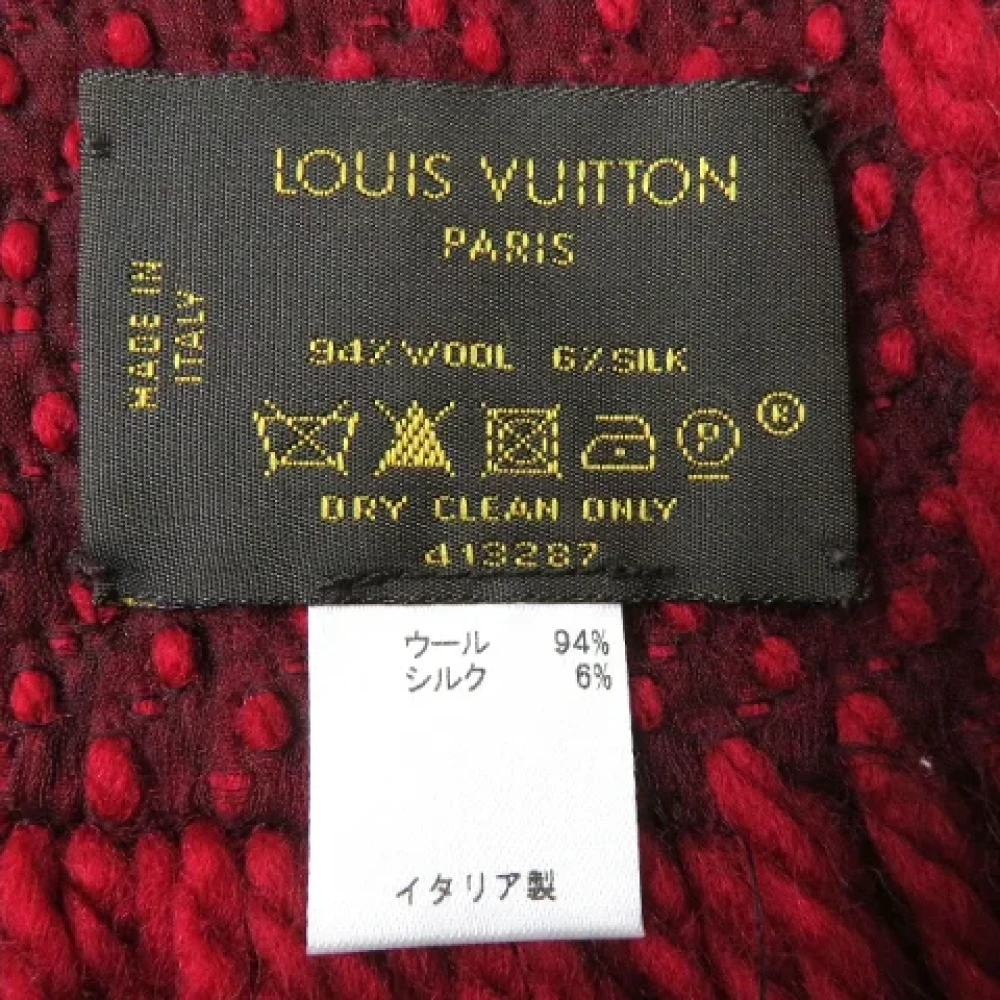 LOUIS VUITTON
PARIS
MADE IN
ITALY
94% WOOL 6% SILK
P
R
DRY CLEAN ONLY
413287
ウール 94%
シルク 6%
イタリア製